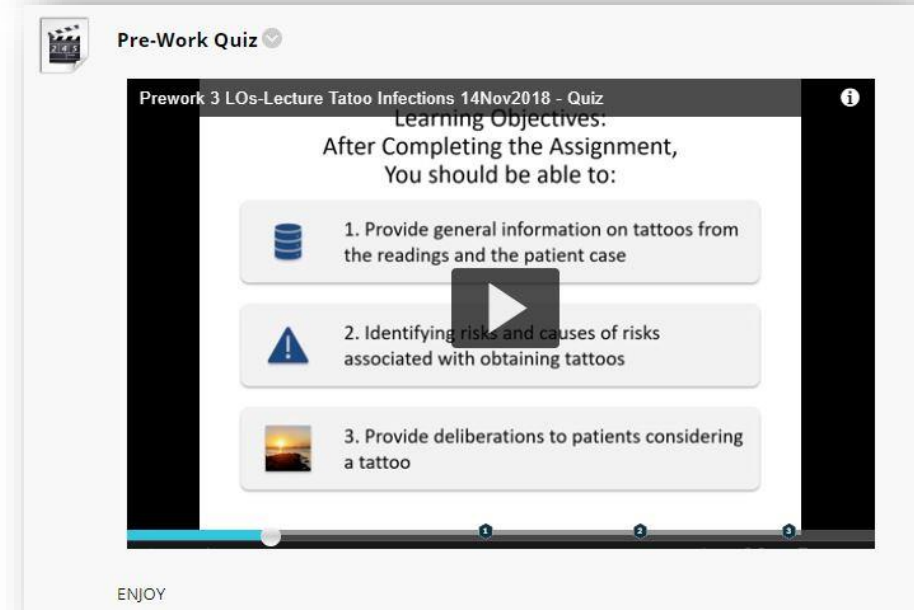 Pre-Work Quiz
Prework 3 LOs-Lecture Tatoo Infections 14Nov2018 - Quiz
Learning Objectives:
After Completing the Assignment,
You should be able to:
1. Provide general information on tattoos from
the readings and the patient case
2. Identifying risks and causes of risks
associated with obtaining tattoos
3. Provide deliberations to patients considering
a tattoo
1 2 3
ENJOY